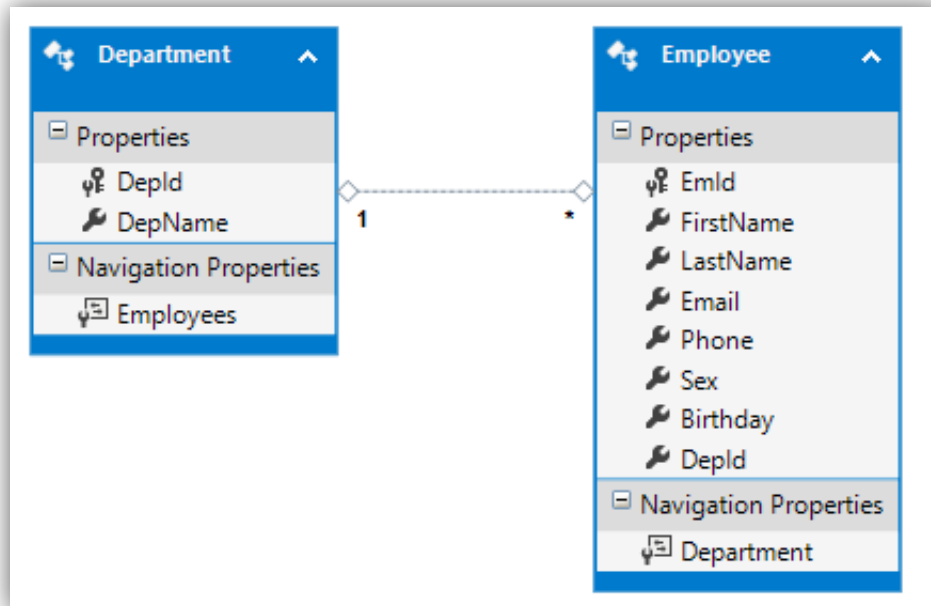 Department
Properties
DepId
DepName
Navigation Properties
Employees
1
*
Employee
Properties
EmId
FirstName
LastName
Email
Phone
Sex
Birthday
DepId
Navigation Properties
Department